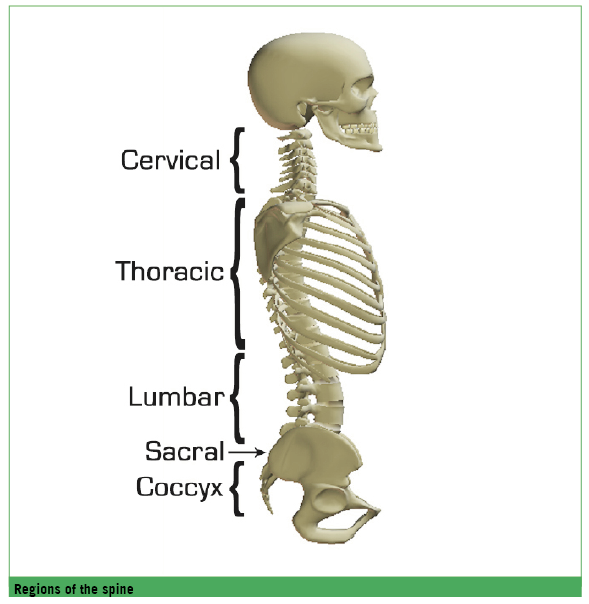 Cervical
Thoracic
Lumbar
Sacral
Coccyx
Regions of the spine